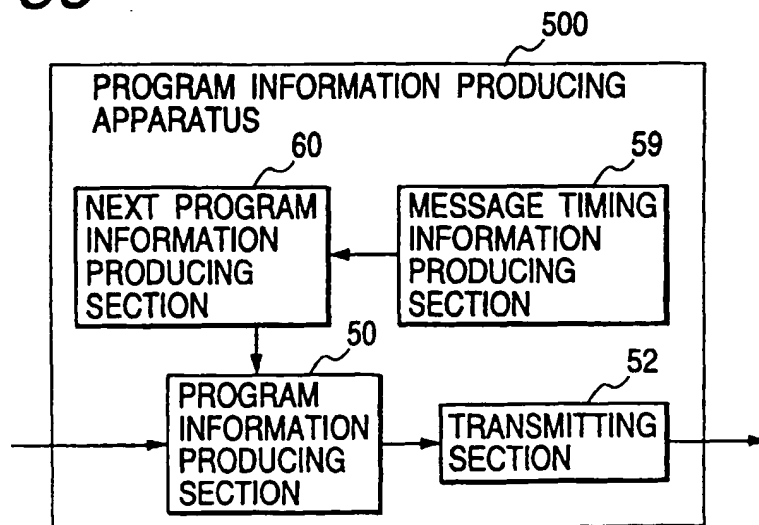 500
PROGRAM INFORMATION PRODUCING
APPARATUS
60
59
NEXT PROGRAM
INFORMATION
PRODUCING
SECTION
MESSAGE TIMING
INFORMATION
PRODUCING
SECTION
50
52
PROGRAM
INFORMATION
PRODUCING
SECTION
TRANSMITTING
SECTION